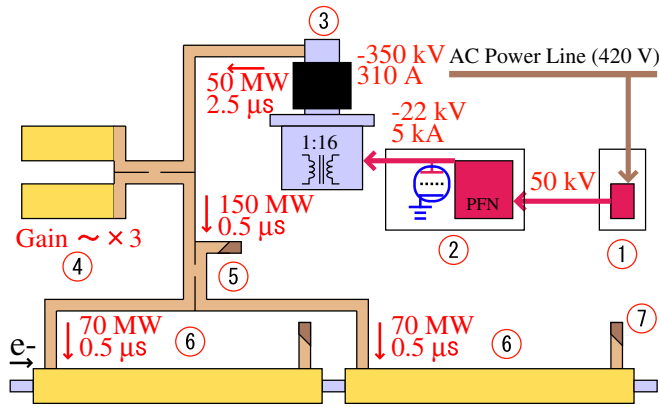 ③
-350 kV
310 A
AC Power Line (420 V)
50 MW
2.5 µs
-22 kV
5 kA
1:16
50 kV
PFN
②
①
150 MW
0.5 µs
Gain ~ ×3
④
⑤
70 MW
0.5 µs
⑥
70 MW
0.5 µs
⑥
⑦
e-